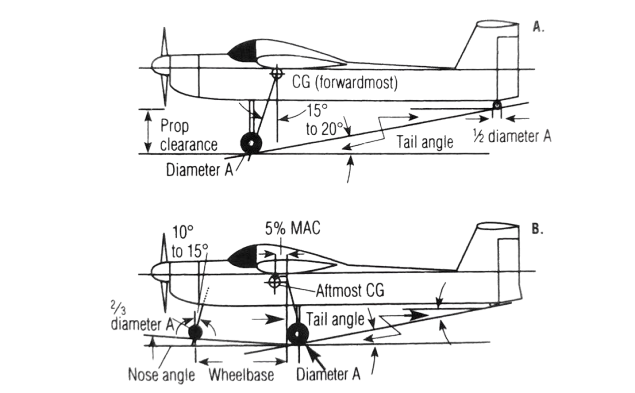 A.
CG (forwardmost)
15°
to 20°
Prop
clearance
Tail angle
½ diameter A
Diameter A
B.
5% MAC
10°
to 15°
Aftmost CG
⅔
diameter A
Tail angle
Nose angle
Wheelbase
Diameter A